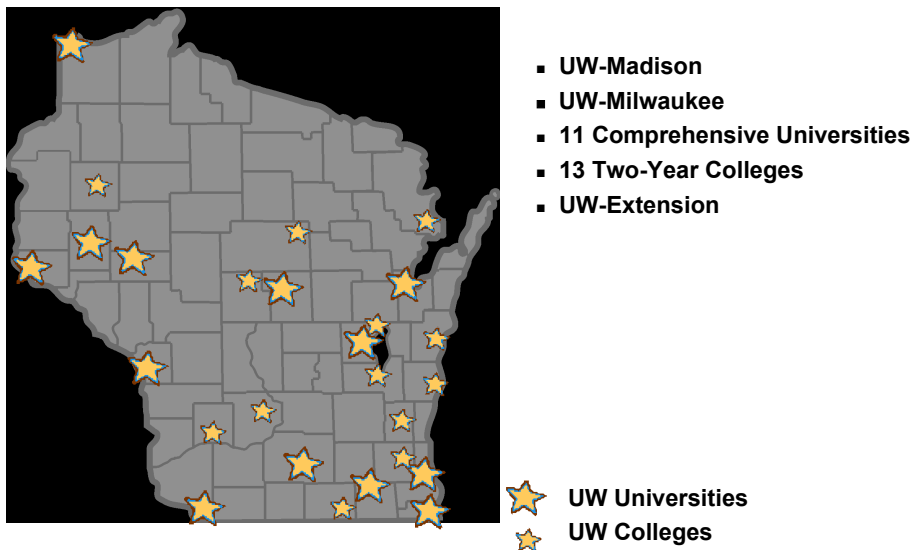 ▪ UW-Madison
▪ UW-Milwaukee
▪ 11 Comprehensive Universities
▪ 13 Two-Year Colleges
▪ UW-Extension
UW Universities
UW Colleges